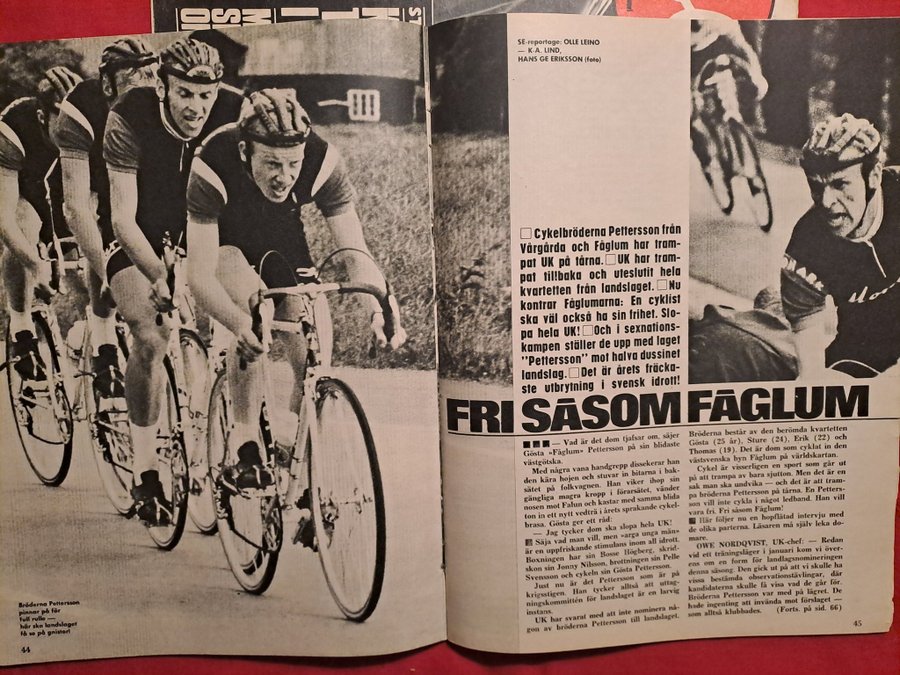 Bröderna Pettersson
pinnar på för
full rulle —
här ska landslaget
få se på gnistor!
44
SE-reportage: OLLE LEINO
— K-A. LIND,
HANS GE ERIKSSON (foto)
□ Cykelbröderna Pettersson från
Vårgårda och Fåglum har tram-
pat UK på tårna. □ UK har tram-
pat tillbaka och uteslutit hela
kvartetten från landslaget. □ Nu
kontrar Fåglumarna: En cyklist
ska väl också ha sin frihet. Slo-
pa hela UK! □ Och i sexnations-
kampen ställer de upp med laget
"Pettersson" mot halva dussinet
landslag. □ Det är årets fräcka-
ste utbrytning i svensk idrott!
FRI SÅSOM FÅGLUM
■■■ — Vad är det dom tjafsar om, säjer
Gösta »Fåglum» Pettersson på sin blidaste
västgötska.
Med några vana handgrepp dissekerar han
den kära hojen och stuvar in bitarna i bak-
sätet på folkvagnen. Han viker ihop sin
gängliga magra kropp i förarsätet, vänder
nosen mot Falun och kastar med samma blida
ton in ett nytt vedträ i årets sprakande cykel-
brasa. Gösta ger ett råd:
— Jag tycker dom ska slopa hela UK!
Säja vad man vill, men »arga unga män»
är en uppfriskande stimulans inom all idrott.
Boxningen har sin Bosse Högberg, skrid-
skon sin Jonny Nilsson, brottningen sin Pelle
Svensson och cykeln sin Gösta Pettersson.
Just nu är det Pettersson som är på
krigsstigen. Han tycker alltså att uttag-
ningskommittén för landslaget är en larvig
instans.
UK har svarat med att inte nominera nå-
gon av bröderna Pettersson till landslaget.
Bröderna består av den berömda kvartetten
Gösta (25 år), Sture (24), Erik (22) och
Thomas (19). Det är dom som cyklat in den
västsvenska byn Fåglum på världskartan.
Cykel är visserligen en sport som går ut
på att trampa av bara sjutton. Men det är en
sak man ska undvika — och det är att tram-
pa bröderna Pettersson på tårna. En Petters-
son vill inte cykla i något ledband. Han vill
vara fri. Fri såsom Fåglum!
Här följer nu en hopflätad intervju med
de olika parterna. Läsaren må själv leka do-
mare.
OWE NORDQVIST, UK-chef: — Redan
vid ett träningsläger i januari kom vi över-
ens om en form för landlagsnomineringen
denna säsong. Den gick ut på att vi skulle ha
vissa bestämda observationstävlingar, där
kandidaterna skulle få visa vad de går för.
Bröderna Pettersson var med på lägret. De
hade ingenting att invända mot förslaget —
som alltså klubbades. (Forts. på sid. 66)
45